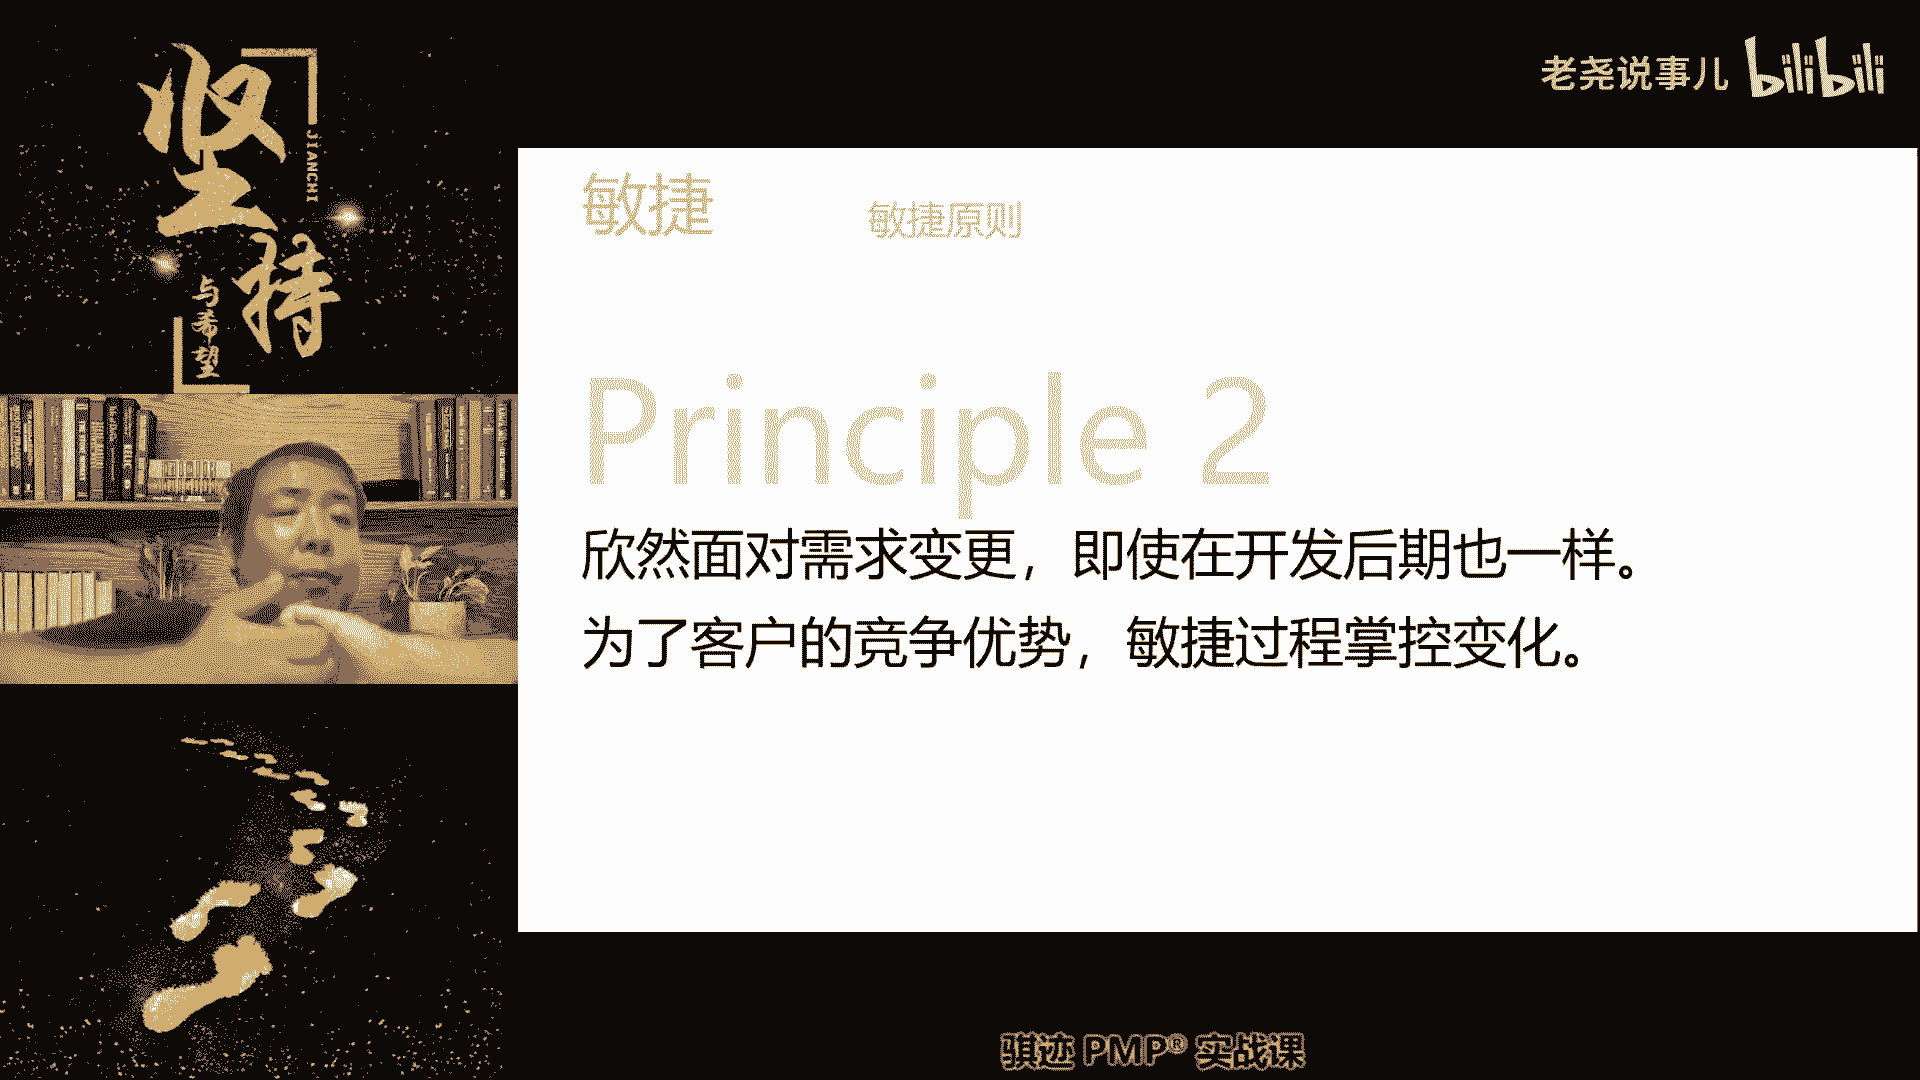 坚持
JIANCHI
与希望
老尧说事儿 bilibili
敏捷
敏捷原则
Principle 2
欣然面对需求变更，即使在开发后期也一样。
为了客户的竞争优势，敏捷过程掌控变化。
骐迹 PMP® 实战课